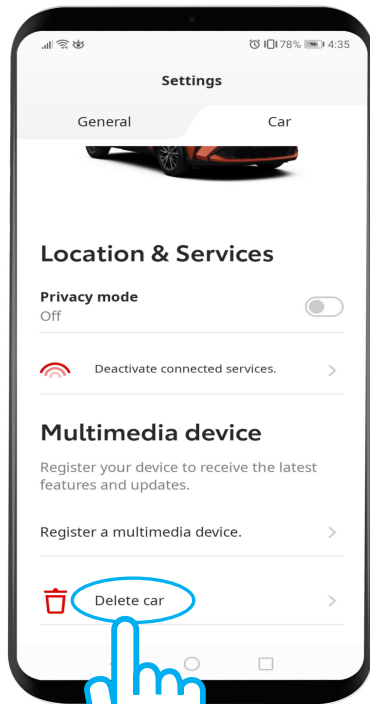 78% 4:35
Settings
General Car
Location & Services
Privacy mode
Off
Deactivate connected services.
Multimedia device
Register your device to receive the latest
features and updates.
Register a multimedia device.
Delete car